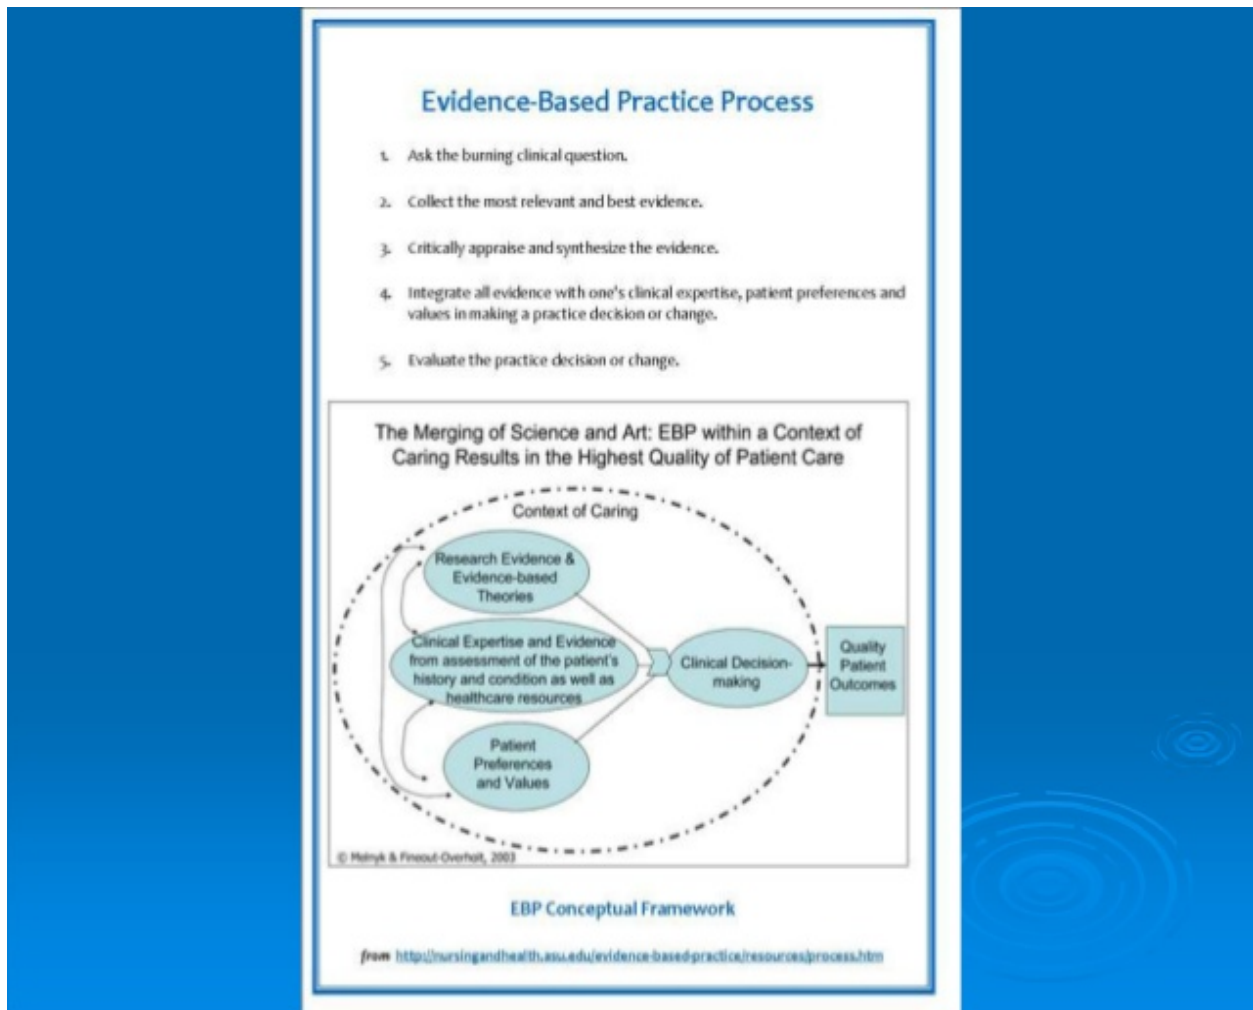 Evidence-Based Practice Process
1. Ask the burning clinical question.
2. Collect the most relevant and best evidence.
3. Critically appraise and synthesize the evidence.
4. Integrate all evidence with one's clinical expertise, patient preferences and
values in making a practice decision or change.
5. Evaluate the practice decision or change.
The Merging of Science and Art: EBP within a Context of
Caring Results in the Highest Quality of Patient Care
Context of Caring
Research Evidence &
Evidence-based
Theories
Clinical Expertise and Evidence
from assessment of the patient's
history and condition as well as
healthcare resources
Patient
Preferences
and Values
Clinical Decision-
making
Quality
Patient
Outcomes
© Melnyk & Fineout-Overholt, 2003
EBP Conceptual Framework
from http://nursingandhealth.asu.edu/evidence-based-practice/resources/process.htm